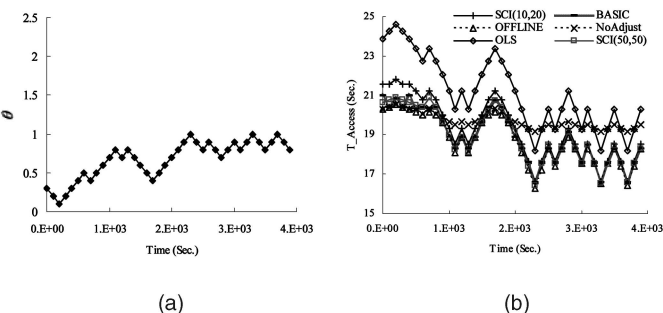 2.5
2
1.5
1
0.5
0
θ
0.E+00 1.E+03 2.E+03 3.E+03 4.E+03
Time (Sec.)
(a)
SCI(10,20) BASIC
OFFLINE NoAdjust
OLS SCI(50,50)
25
23
21
19
17
15
T_Access (Sec.)
0.E+00 1.E+03 2.E+03 3.E+03 4.E+03
Time (Sec.)
(b)